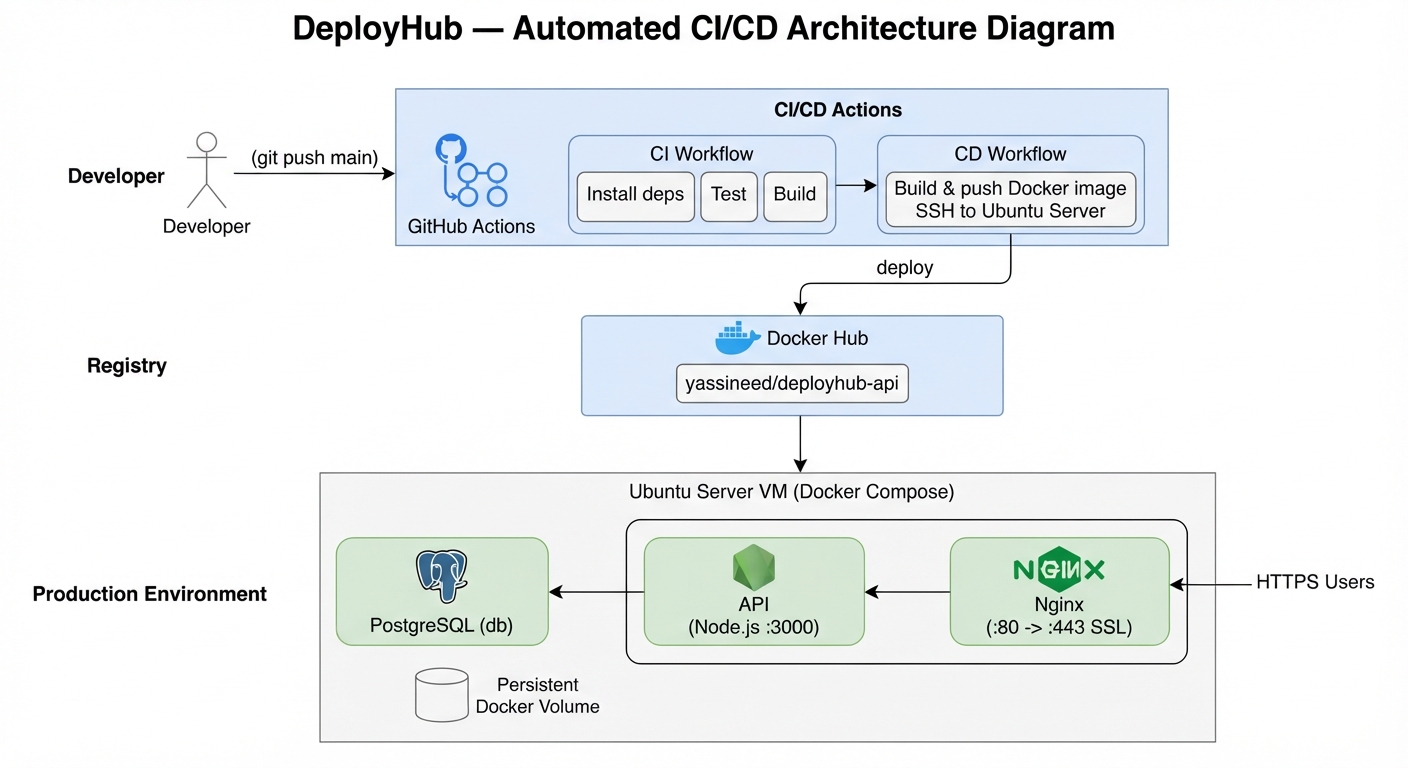 DeployHub — Automated CI/CD Architecture Diagram
CI/CD Actions
Developer
Developer
(git push main)
GitHub Actions
CI Workflow
Install deps
Test
Build
CD Workflow
Build & push Docker image
SSH to Ubuntu Server
deploy
Registry
Docker Hub
yassineed/deployhub-api
Production Environment
Ubuntu Server VM (Docker Compose)
PostgreSQL (db)
API
(Node.js :3000)
Nginx
(:80 -> :443 SSL)
HTTPS Users
Persistent
Docker Volume